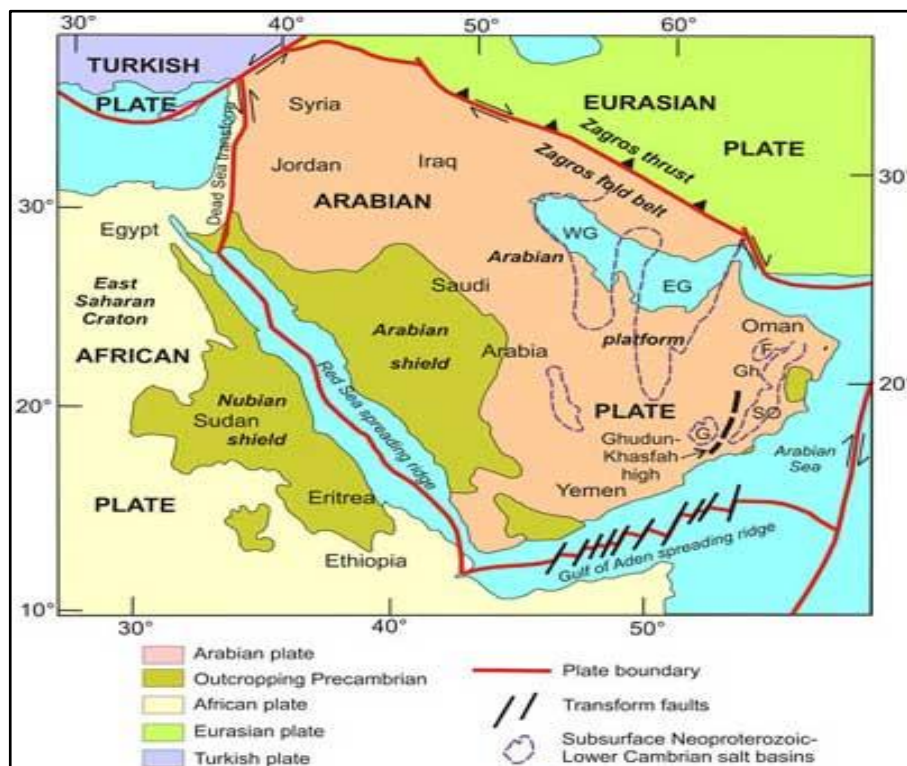 30° 40° 50° 60°
TURKISH
PLATE
EURASIAN
PLATE
Syria
Dead Sea transform
Jordan
Iraq
Zagros thrust
Zagros fold belt
30°
30°
ARABIAN
Egypt
WG
Arabian
EG
Saudi
East
Saharan
Craton
Arabian
shield
platform
Oman
F
Gh
AFRICAN
Arabia
20°
20°
Red Sea spreading ridge
Nubian
Sudan
shield
PLATE
SO
G
Ghudun-
Khasfah
high
Arabian
Sea
PLATE
Eritrea
Yemen
Ethiopia
Gulf of Aden spreading ridge
10°
30° 40° 50°
Arabian plate
Outcropping Precambrian
African plate
Eurasian plate
Turkish plate
Plate boundary
Transform faults
Subsurface Neoproterozoic-
Lower Cambrian salt basins